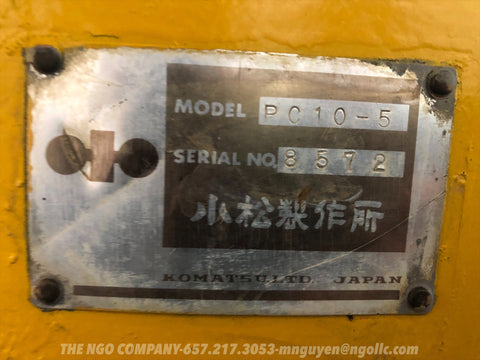 MODEL PC10-5
SERIAL NO. 8572
小松製作所
KOMATSU LTD. JAPAN
THE NGO COMPANY-657.217.3053-mnguyen@ngollc.com